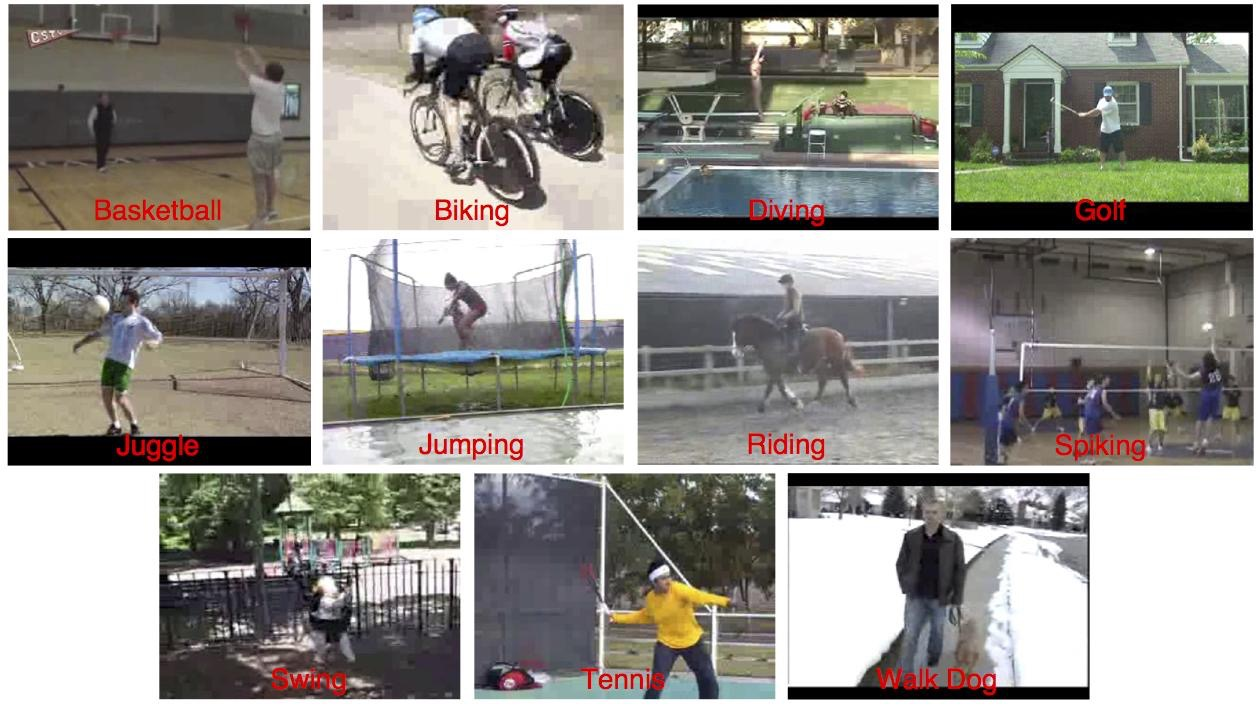 Basketball
Biking
Diving
Golf
Juggle
Jumping
Riding
Spiking
Swing
Tennis
Walk Dog